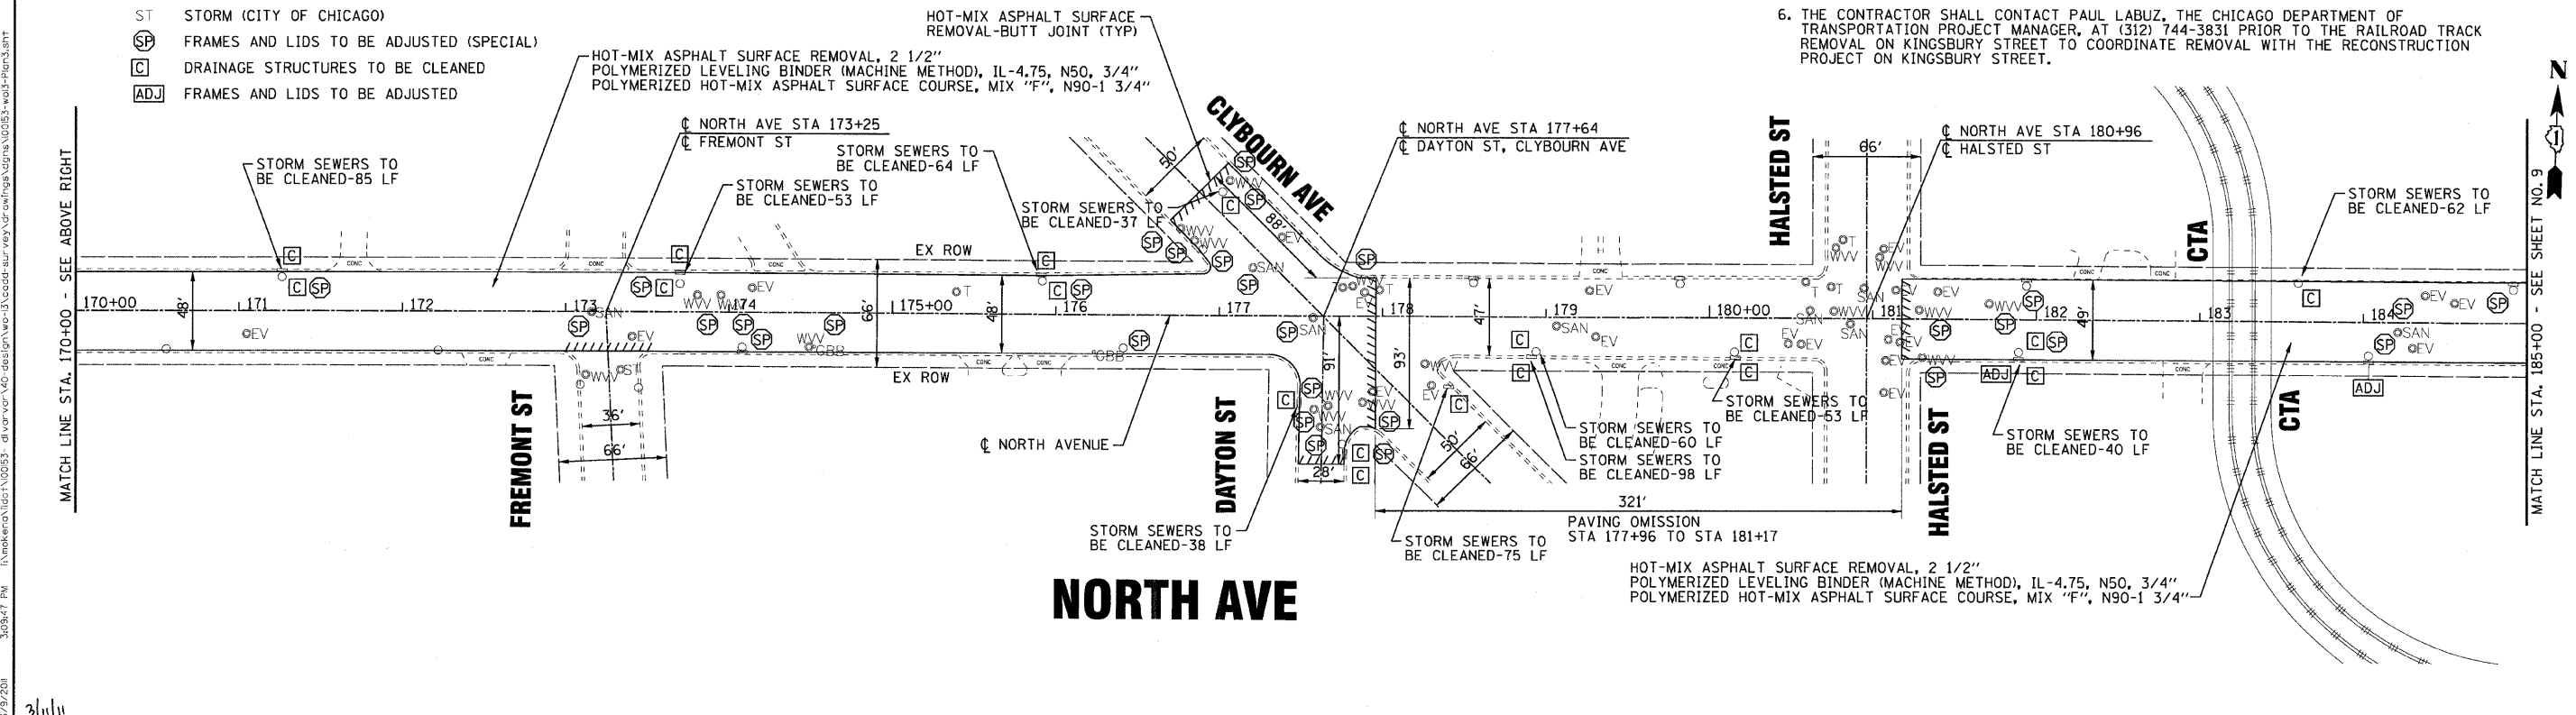 ST STORM (CITY OF CHICAGO)
SP FRAMES AND LIDS TO BE ADJUSTED (SPECIAL)
C DRAINAGE STRUCTURES TO BE CLEANED
ADJ FRAMES AND LIDS TO BE ADJUSTED
HOT-MIX ASPHALT SURFACE REMOVAL, 2 1/2"
POLYMERIZED LEVELING BINDER (MACHINE METHOD), IL-4.75, N50, 3/4"
POLYMERIZED HOT-MIX ASPHALT SURFACE COURSE, MIX "F", N90-1 3/4"
HOT-MIX ASPHALT SURFACE
REMOVAL-BUTT JOINT (TYP)
6. THE CONTRACTOR SHALL CONTACT PAUL LABUZ, THE CHICAGO DEPARTMENT OF
TRANSPORTATION PROJECT MANAGER, AT (312) 744-3831 PRIOR TO THE RAILROAD TRACK
REMOVAL ON KINGSBURY STREET TO COORDINATE REMOVAL WITH THE RECONSTRUCTION
PROJECT ON KINGSBURY STREET.
N
MATCH LINE STA. 170+00 - SEE ABOVE RIGHT
STORM SEWERS TO
BE CLEANED-85 LF
℄ NORTH AVE STA 173+25
℄ FREMONT ST
STORM SEWERS TO
BE CLEANED-53 LF
STORM SEWERS TO
BE CLEANED-64 LF
STORM SEWERS TO
BE CLEANED-37 LF
CLYBOURN AVE
50'
88'
℄ NORTH AVE STA 177+64
℄ DAYTON ST, CLYBOURN AVE
HALSTED ST
66'
℄ NORTH AVE STA 180+96
℄ HALSTED ST
CTA
STORM SEWERS TO
BE CLEANED-62 LF
MATCH LINE STA. 185+00 - SEE SHEET NO. 9
EX ROW
170+00 171 172 173 174 175+00 176 177 178 179 180+00 181 182 183 184
48'
66'
48'
91'
93'
47'
49'
EX ROW
FREMONT ST
36'
66'
℄ NORTH AVENUE
DAYTON ST
28'
50'
66'
STORM SEWERS TO
BE CLEANED-38 LF
STORM SEWERS TO
BE CLEANED-75 LF
STORM SEWERS TO
BE CLEANED-60 LF
STORM SEWERS TO
BE CLEANED-98 LF
STORM SEWERS TO
BE CLEANED-53 LF
HALSTED ST
STORM SEWERS TO
BE CLEANED-40 LF
CTA
321'
PAVING OMISSION
STA 177+96 TO STA 181+17
NORTH AVE
HOT-MIX ASPHALT SURFACE REMOVAL, 2 1/2"
POLYMERIZED LEVELING BINDER (MACHINE METHOD), IL-4.75, N50, 3/4"
POLYMERIZED HOT-MIX ASPHALT SURFACE COURSE, MIX "F", N90-1 3/4"
3:09:47 PM
3/11/11